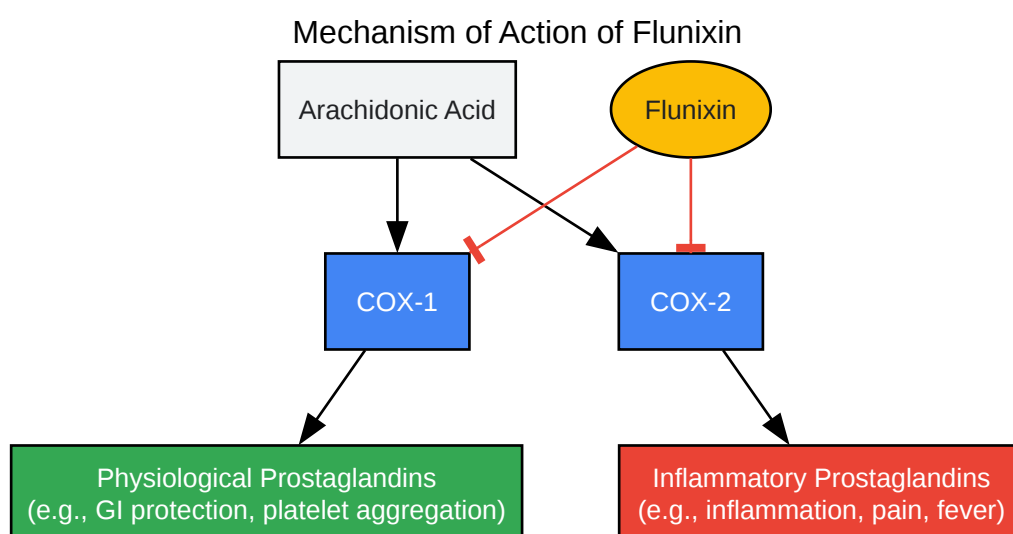 Mechanism of Action of Flunixin
Arachidonic Acid
Flunixin
COX-1
COX-2
Physiological Prostaglandins
(e.g., GI protection, platelet aggregation)
Inflammatory Prostaglandins
(e.g., inflammation, pain, fever)